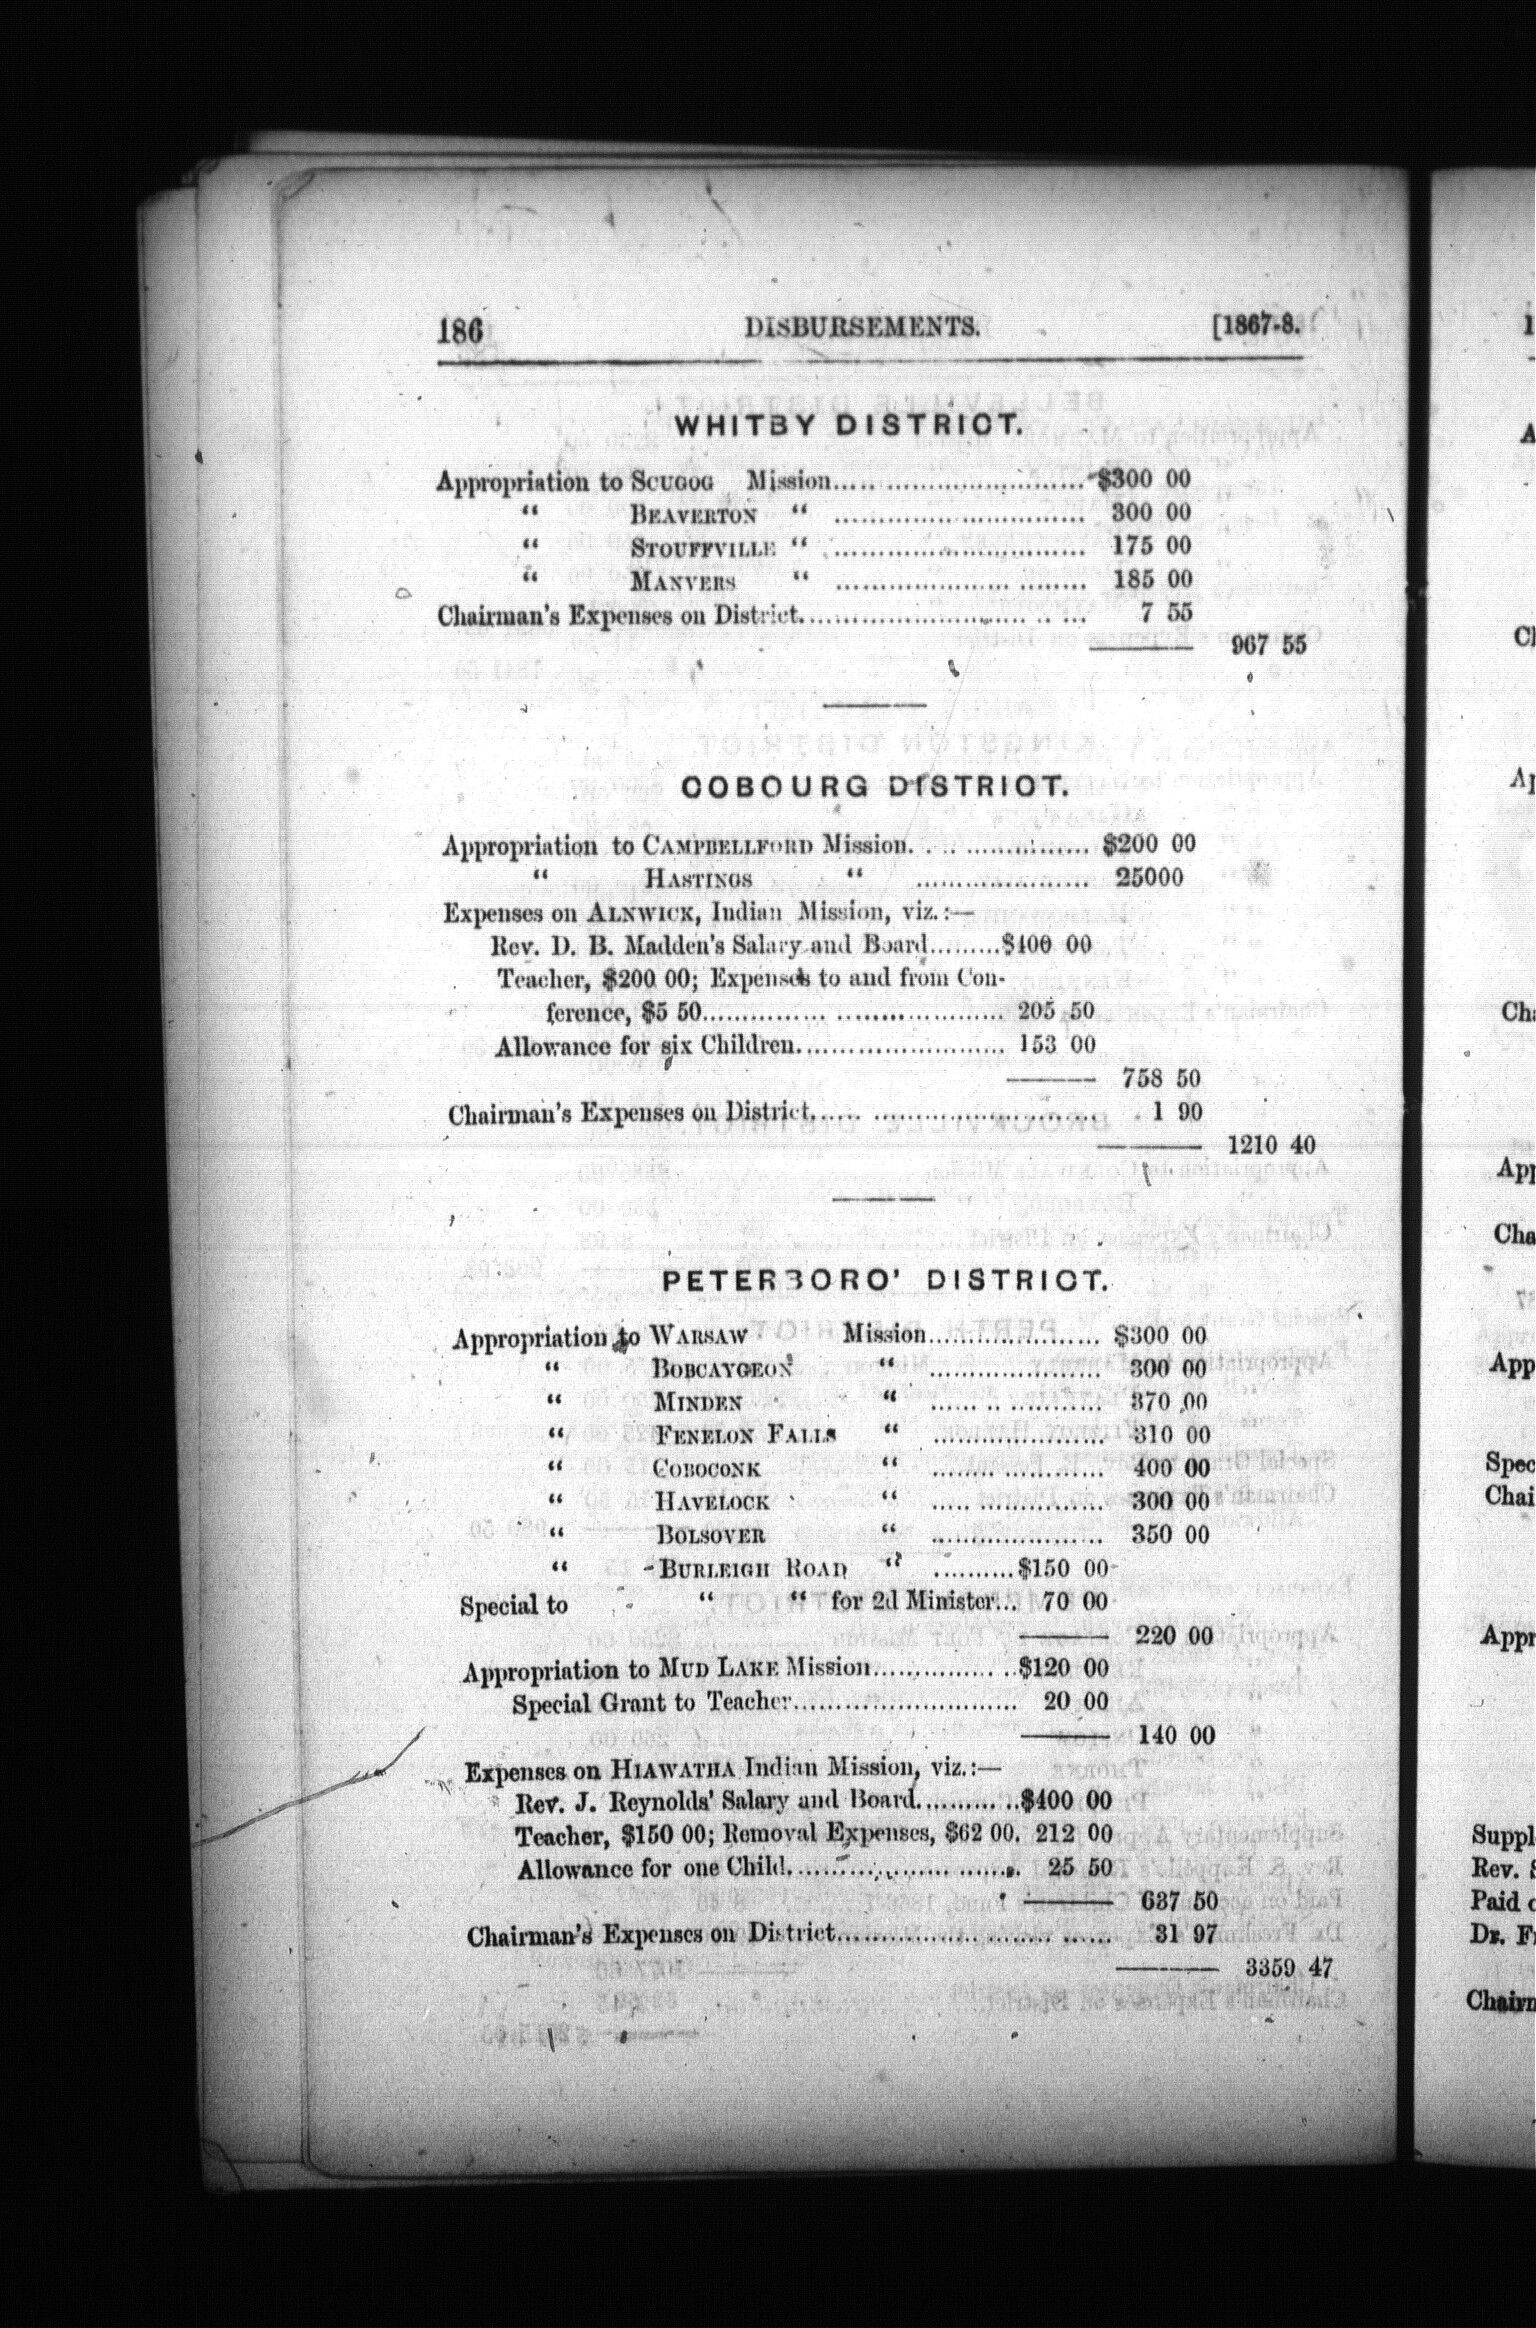 186 DISBURSEMENTS. [1867-8.
WHITBY DISTRICT.
Appropriation to SCUGOG Mission..... ........................ $300 00
“ BEAVERTON “ ............................. 300 00
“ STOUFFVILLE “ ............................. 175 00
“ MANVERS “ .................... ........ 185 00
Chairman's Expenses on District.......................... .. ... 7 55
967 55
COBOURG DISTRICT.
Appropriation to CAMPBELLFORD Mission. . .. ............... $200 00
“ HASTINGS “ ..................... 25000
Expenses on ALNWICK, Indian Mission, viz.:—
Rev. D. B. Madden's Salary and Board.........$400 00
Teacher, $200 00; Expenses to and from Con-
ference, $5 50............... .................... 205 50
Allowance for six Children......................... 153 00
758 50
Chairman's Expenses on District...... ........................... 1 90
1210 40
PETERBORO' DISTRICT.
Appropriation to WARSAW Mission.................... $300 00
“ BOBCAYGEON “ .................... 300 00
“ MINDEN “ ...... .. ........... 370 00
“ FENELON FALLS “ .................... 310 00
“ COBOCONK “ ........ ............ 400 00
“ HAVELOCK “ ..... ............... 300 00
“ BOLSOVER “ .................... 350 00
“ BURLEIGH ROAD “ ..........$150 00
Special to “ “ for 2d Minister... 70 00
220 00
Appropriation to MUD LAKE Mission............... ..$120 00
Special Grant to Teacher........................... 20 00
140 00
Expenses on HIAWATHA Indian Mission, viz.:—
Rev. J. Reynolds' Salary and Board.......... ..$400 00
Teacher, $150 00; Removal Expenses, $62 00. 212 00
Allowance for one Child............................ 25 50
637 50
Chairman's Expenses on District................................ 31 97
3359 47